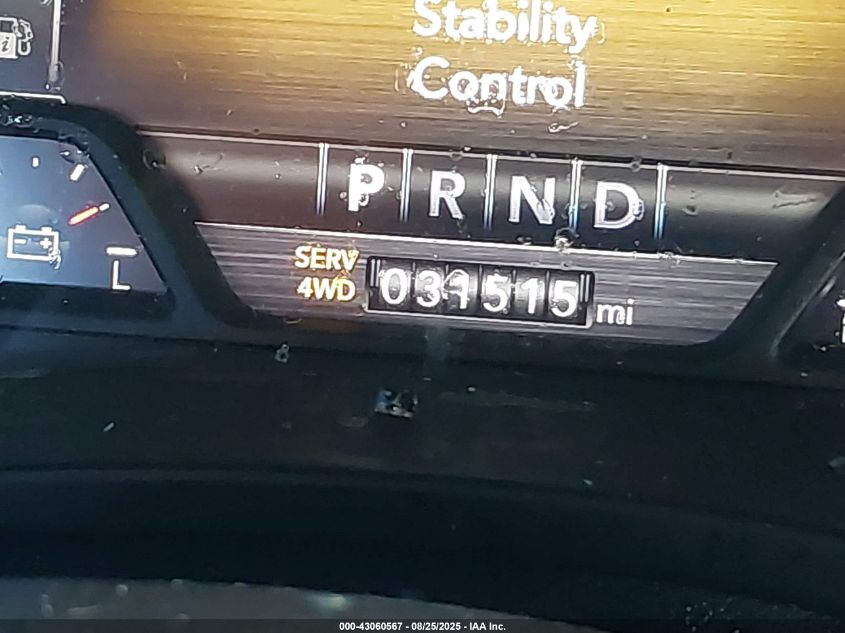 Stability
Control
P R N D
SERV
4WD
031515 mi
L
000-43060567 - 08/25/2025 - IAA Inc.